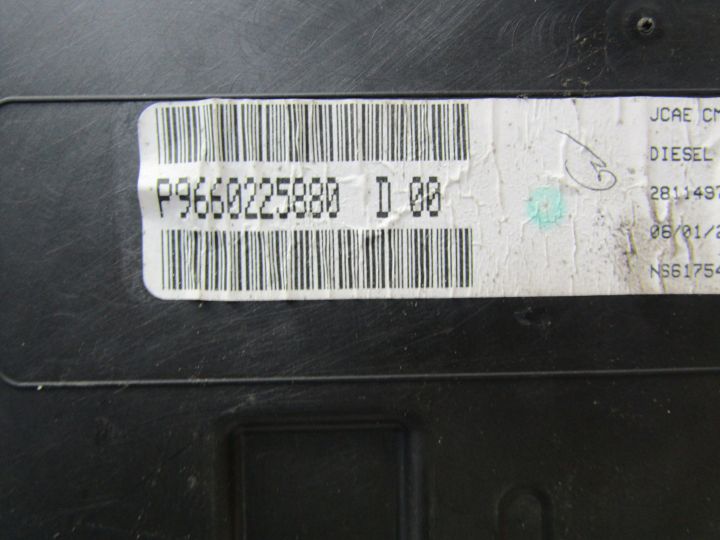 P9660225880 D 00
JCAE CM
DIESEL
2811497
06/01/2
NS61754